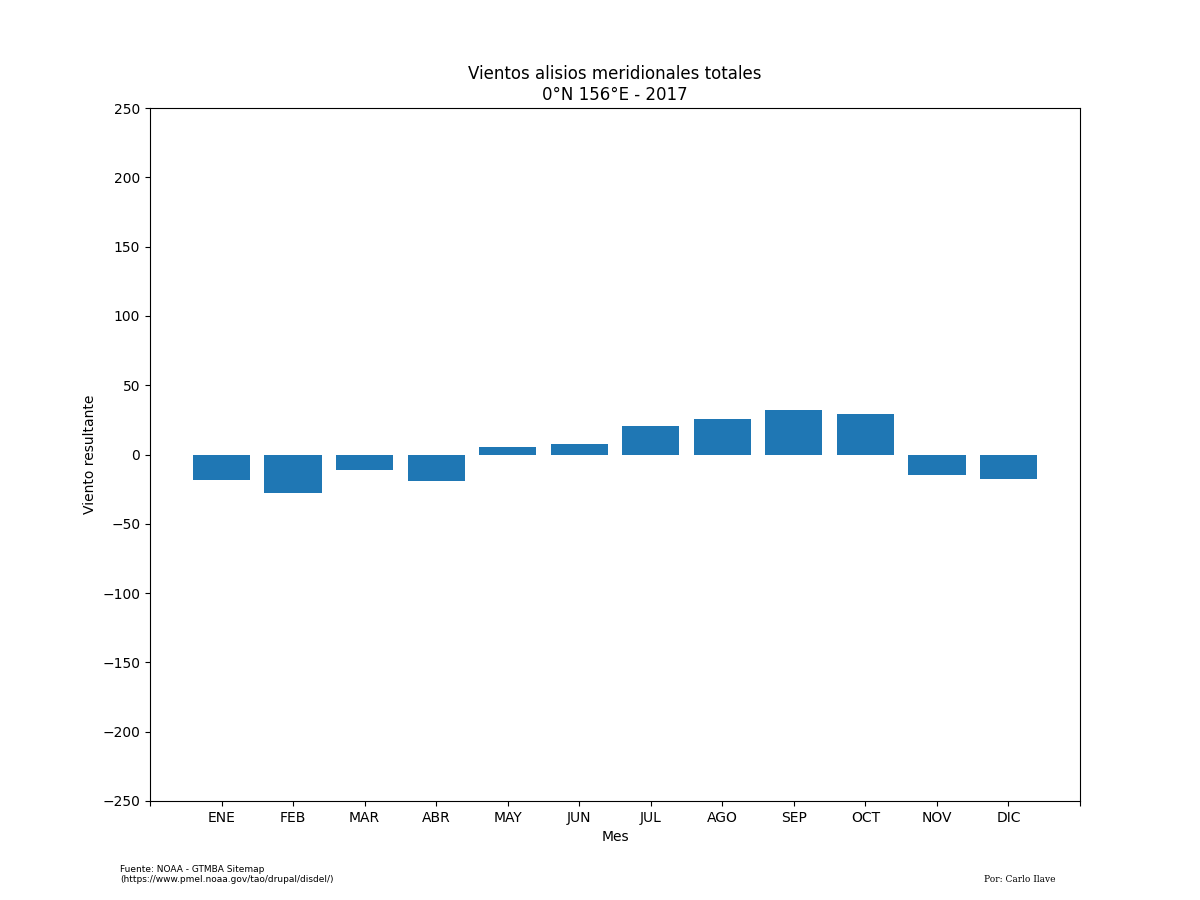 Vientos alisios meridionales totales
0°N 156°E - 2017
250
200
150
100
50
0
−50
−100
−150
−200
−250
Viento resultante
ENE FEB MAR ABR MAY JUN JUL AGO SEP OCT NOV DIC
Mes
Fuente: NOAA - GTMBA Sitemap
(https://www.pmel.noaa.gov/tao/drupal/disdel/)
Por: Carlo Ilave